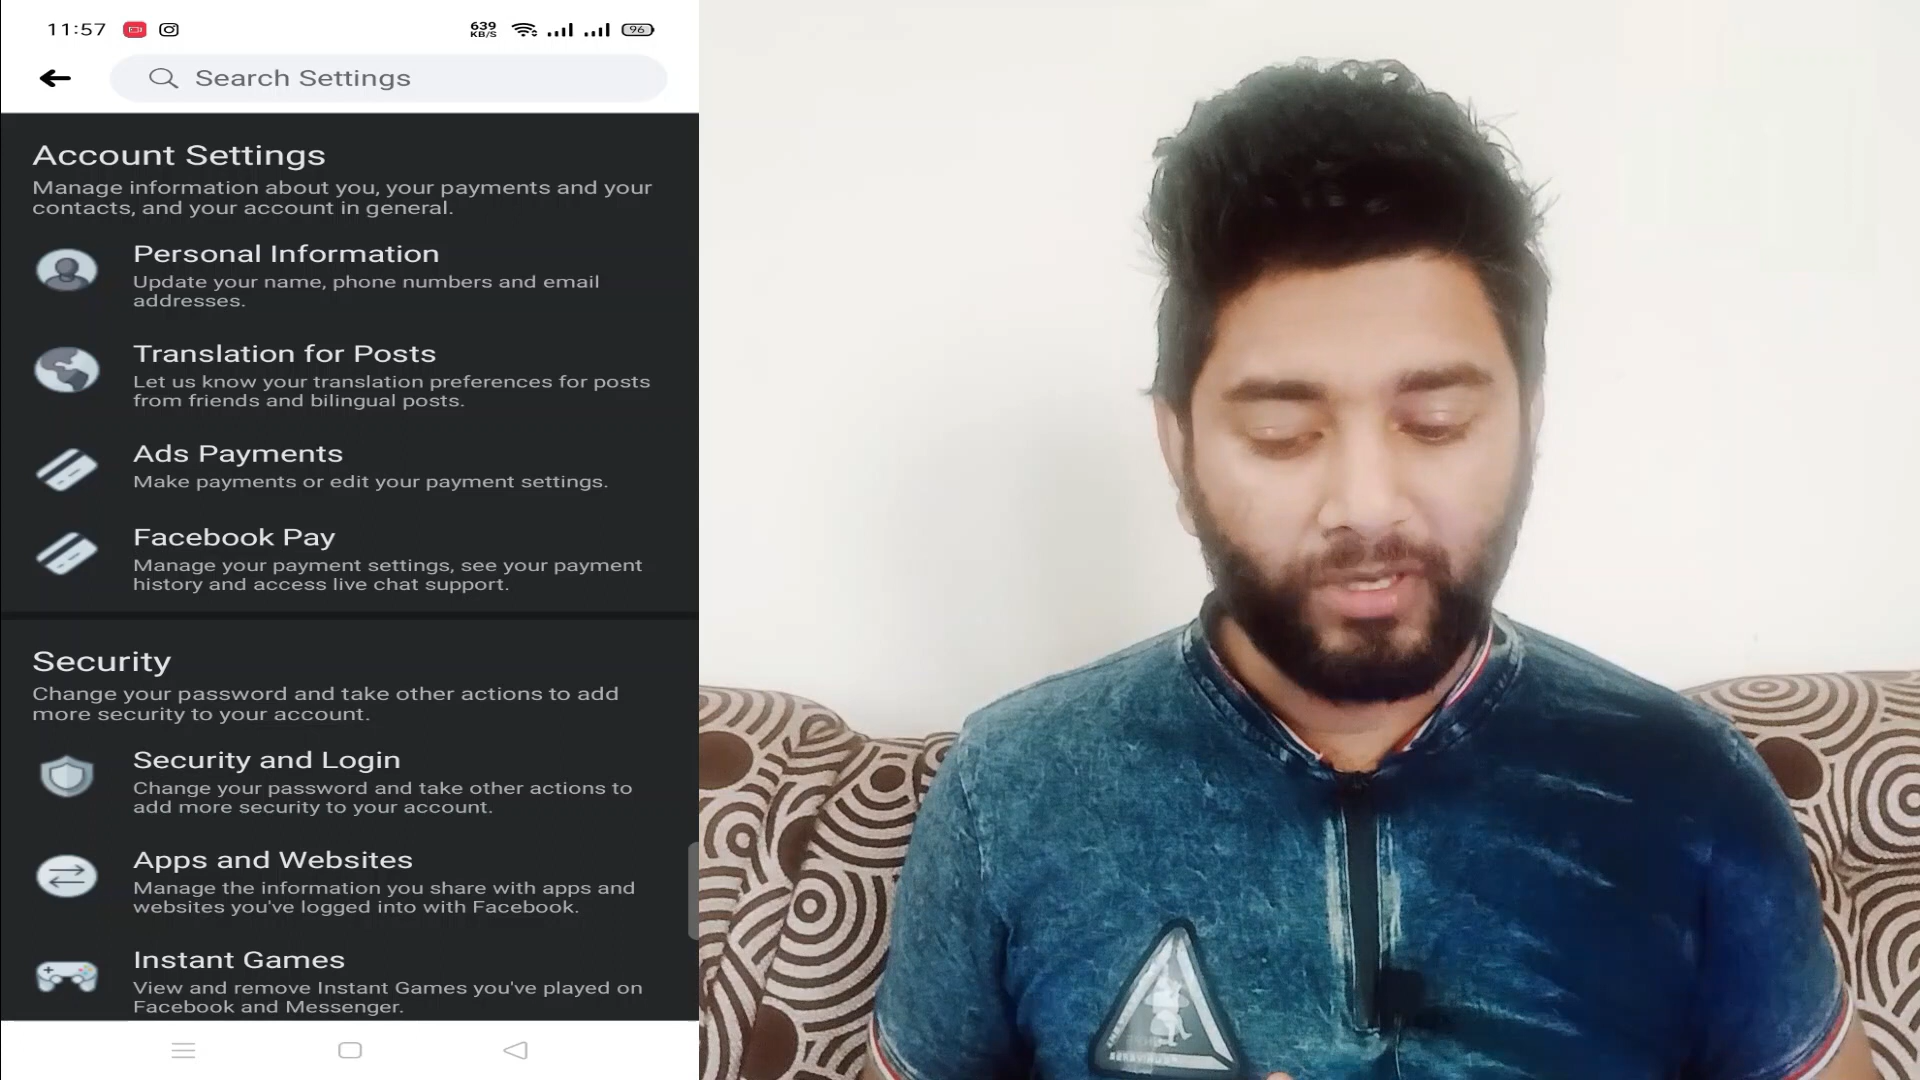 11:57
639
KB/S
96
Search Settings
Account Settings
Manage information about you, your payments and your
contacts, and your account in general.
Personal Information
Update your name, phone numbers and email
addresses.
Translation for Posts
Let us know your translation preferences for posts
from friends and bilingual posts.
Ads Payments
Make payments or edit your payment settings.
Facebook Pay
Manage your payment settings, see your payment
history and access live chat support.
Security
Change your password and take other actions to add
more security to your account.
Security and Login
Change your password and take other actions to
add more security to your account.
Apps and Websites
Manage the information you share with apps and
websites you've logged into with Facebook.
Instant Games
View and remove Instant Games you've played on
Facebook and Messenger.